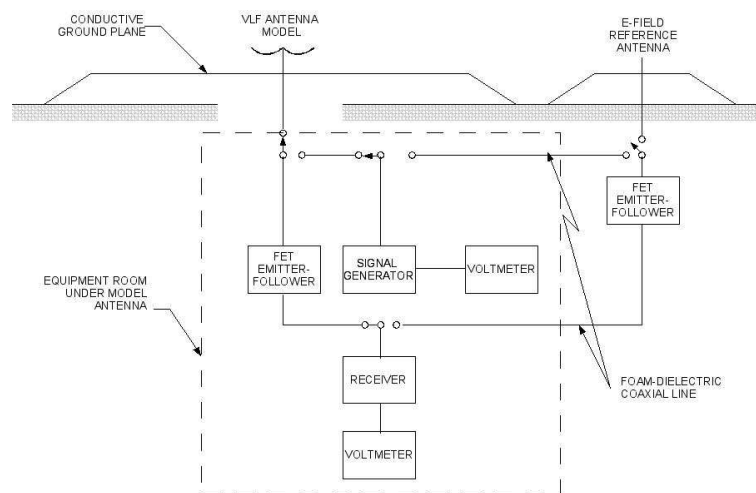 CONDUCTIVE
GROUND PLANE
VLF ANTENNA
MODEL
E-FIELD
REFERENCE
ANTENNA
FET
EMITTER-
FOLLOWER
FET
EMITTER-
FOLLOWER
SIGNAL
GENERATOR
VOLTMETER
EQUIPMENT ROOM
UNDER MODEL
ANTENNA
RECEIVER
FOAM-DIELECTRIC
COAXIAL LINE
VOLTMETER